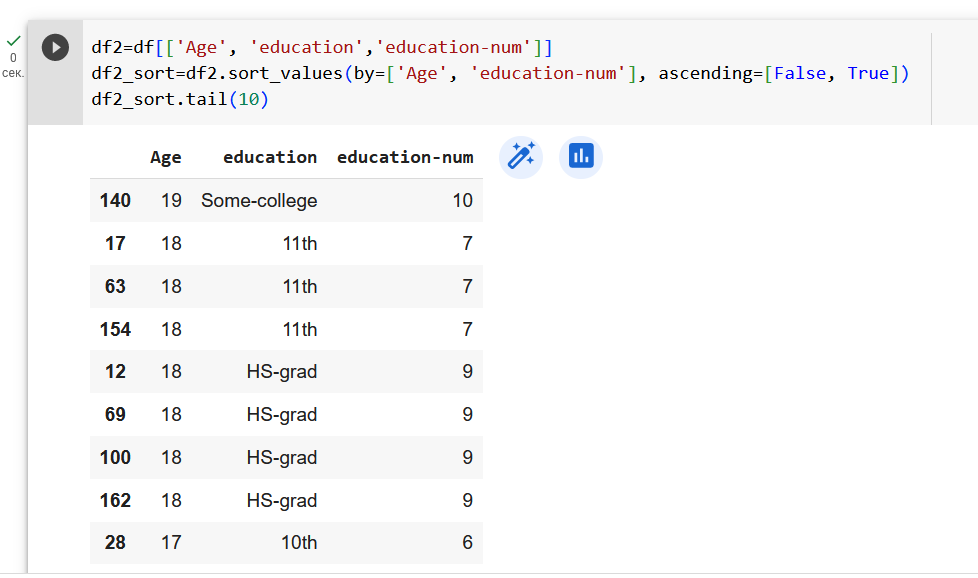 df2=df[['Age', 'education','education-num']]
0
сек.
df2_sort=df2.sort_values(by=['Age', 'education-num'], ascending=[False, True])
df2_sort.tail(10)
Age education education-num
140 19 Some-college 10
17 18 11th 7
63 18 11th 7
154 18 11th 7
12 18 HS-grad 9
69 18 HS-grad 9
100 18 HS-grad 9
162 18 HS-grad 9
28 17 10th 6